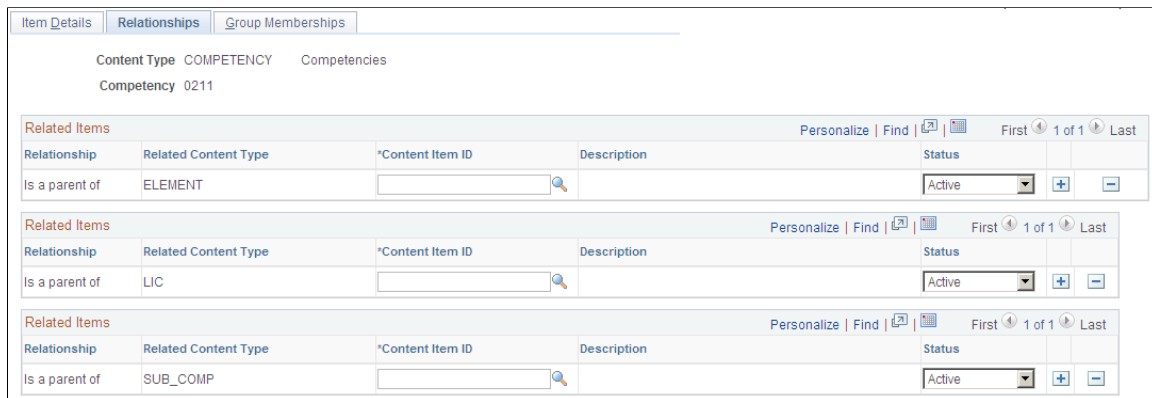 Item Details Relationships Group Memberships
Content Type COMPETENCY Competencies
Competency 0211
Related Items Personalize | Find | | First 1 of 1 Last
Relationship Related Content Type *Content Item ID Description Status
Is a parent of ELEMENT Active
Related Items Personalize | Find | | First 1 of 1 Last
Relationship Related Content Type *Content Item ID Description Status
Is a parent of LIC Active
Related Items Personalize | Find | | First 1 of 1 Last
Relationship Related Content Type *Content Item ID Description Status
Is a parent of SUB_COMP Active